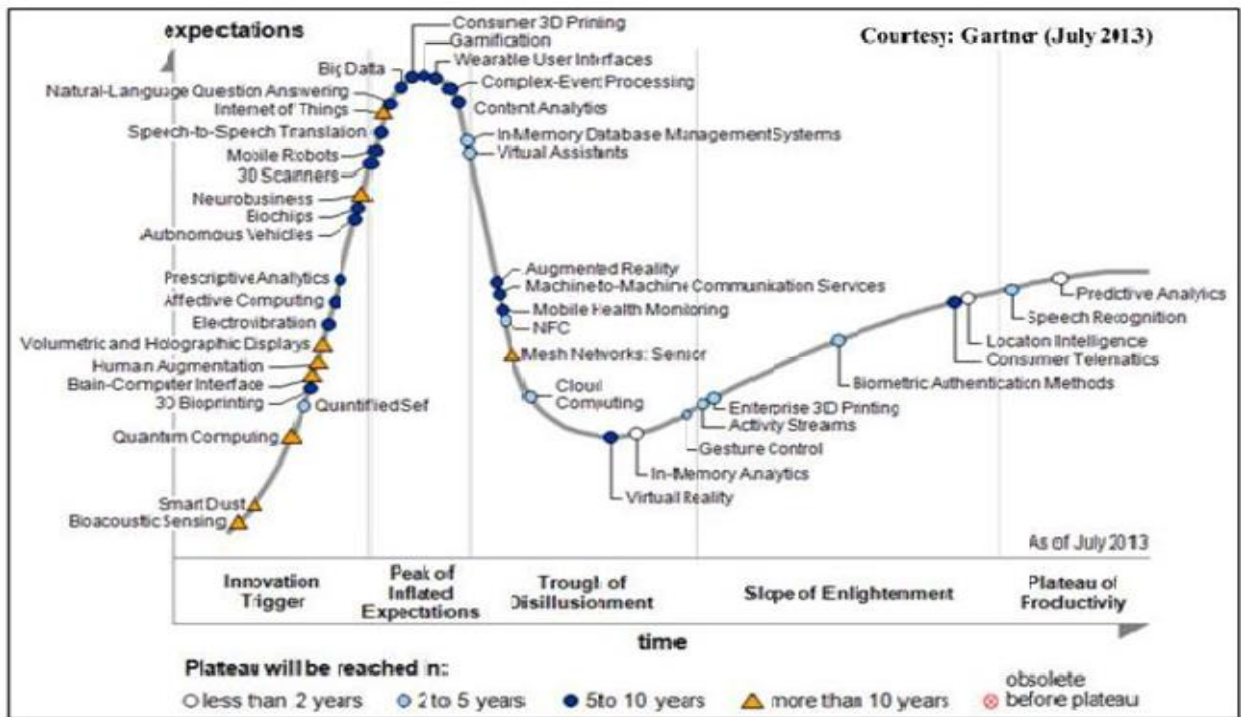 expectations
Courtesy: Gartner (July 2013)
Consumer 3D Printing
Gamification
Wearable User Interfaces
Big Data
Complex-Event Processing
Natural-Language Question Answering
Internet of Things
Content Analytics
Speech-to-Speech Translation
In-Memory Database Management Systems
Mobile Robots
Virtual Assistants
3D Scanners
Neurobusiness
Biochips
Autonomous Vehicles
Augmented Reality
Prescriptive Analytics
Machine-to-Machine Communication Services
Predictive Analytics
Affective Computing
Mobile Health Monitoring
Speech Recognition
Electrovibration
NFC
Location Intelligence
Volumetric and Holographic Displays
Mesh Networks: Sensor
Consumer Telematics
Human Augmentation
Brain-Computer Interface
Cloud
Computing
Biometric Authentication Methods
3D Bioprinting
Quantified Self
Enterprise 3D Printing
Activity Streams
Quantum Computing
Gesture Control
In-Memory Analytics
Virtual Reality
Smart Dust
Bioacoustic Sensing
As of July 2013
Innovation
Trigger
Peak of
Inflated
Expectations
Trough of
Disillusionment
Slope of Enlightenment
Plateau of
Productivity
time
Plateau will be reached in:
less than 2 years
2 to 5 years
5 to 10 years
more than 10 years
obsolete
before plateau